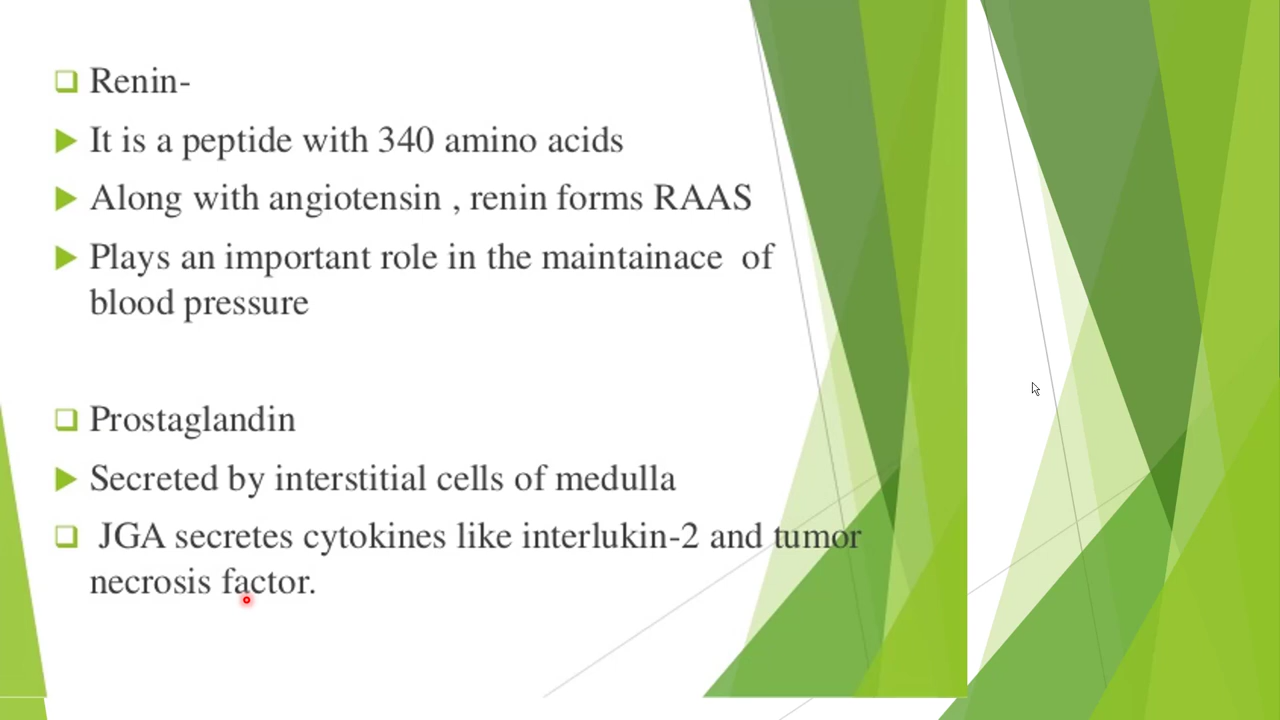 Renin-
It is a peptide with 340 amino acids
Along with angiotensin , renin forms RAAS
Plays an important role in the maintainace of
blood pressure
Prostaglandin
Secreted by interstitial cells of medulla
JGA secretes cytokines like interlukin-2 and tumor
necrosis factor.